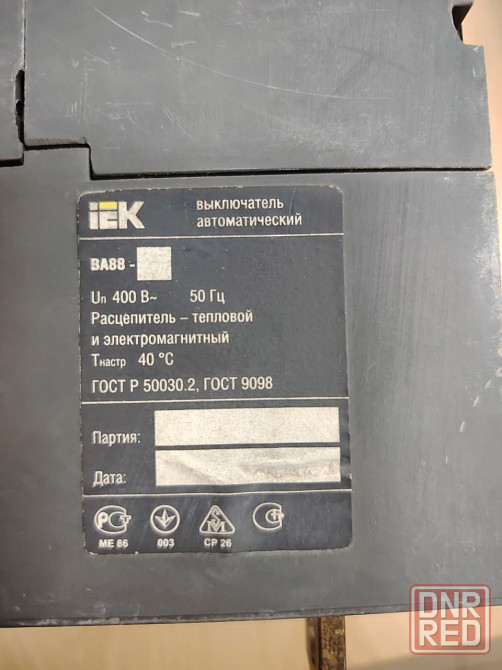 IEK
выключатель
автоматический
ВА88 -
Un 400 В~ 50 Гц
Расцепитель – тепловой
и электромагнитный
Тнастр 40 °С
ГОСТ Р 50030.2, ГОСТ 9098
Партия:
Дата:
МЕ 86 003 СР 26
DNR
RED